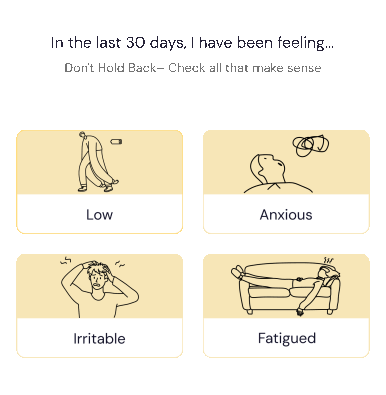 In the last 30 days, I have been feeling...
Don't Hold Back– Check all that make sense
Low
Anxious
Irritable
Fatigued